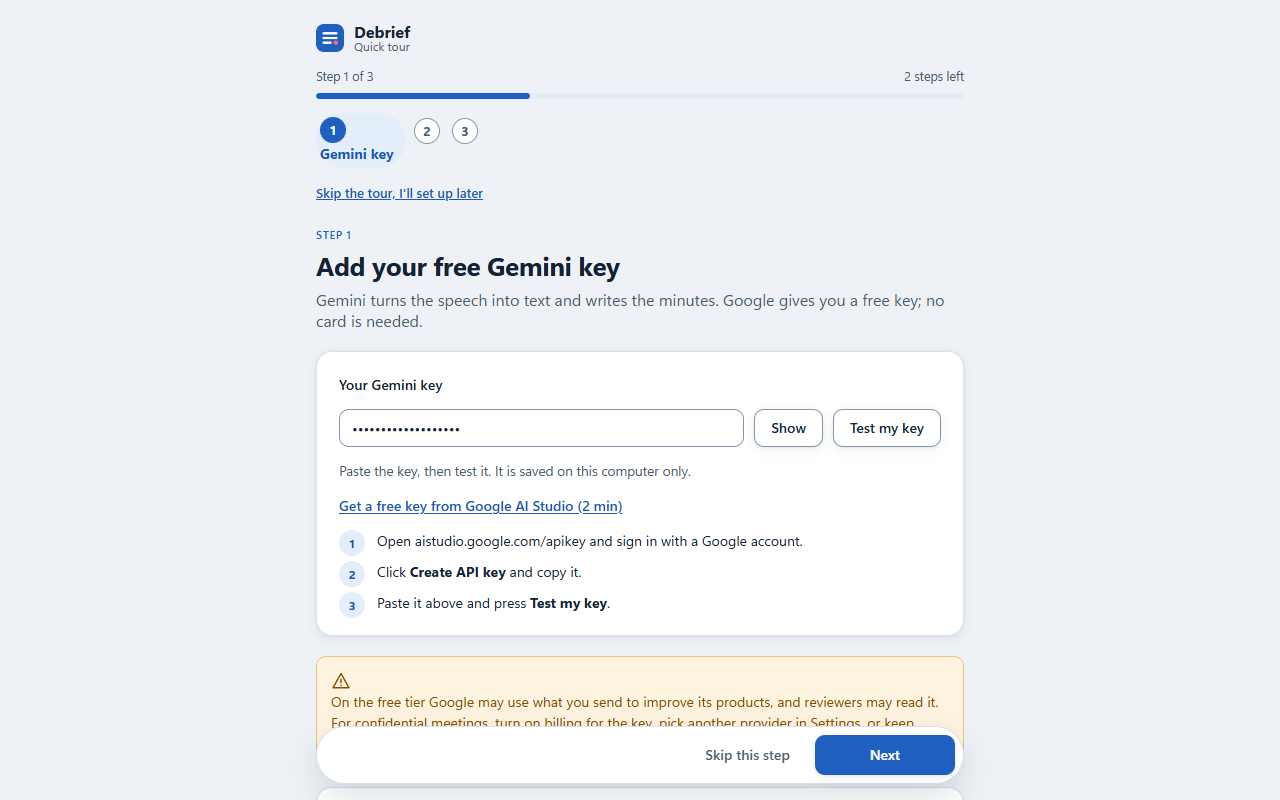 Debrief
Quick tour
Step 1 of 3
2 steps left
1
2
3
Gemini key
Skip the tour, I'll set up later
STEP 1
Add your free Gemini key
Gemini turns the speech into text and writes the minutes. Google gives you a free key; no
card is needed.
Your Gemini key
•••••••••••••••••••
Show
Test my key
Paste the key, then test it. It is saved on this computer only.
Get a free key from Google AI Studio (2 min)
1 Open aistudio.google.com/apikey and sign in with a Google account.
2 Click Create API key and copy it.
3 Paste it above and press Test my key.
On the free tier Google may use what you send to improve its products, and reviewers may read it.
For confidential meetings, turn on billing for the key, pick another provider in Settings, or keep
Skip this step
Next